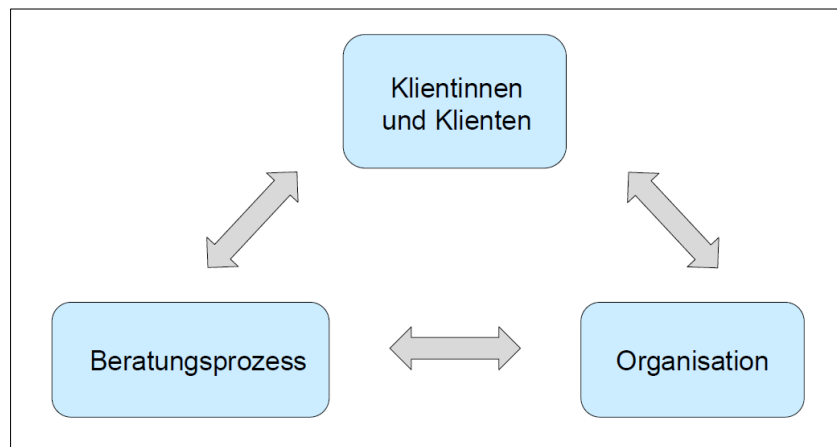 Klientinnen
und Klienten
Beratungsprozess
Organisation